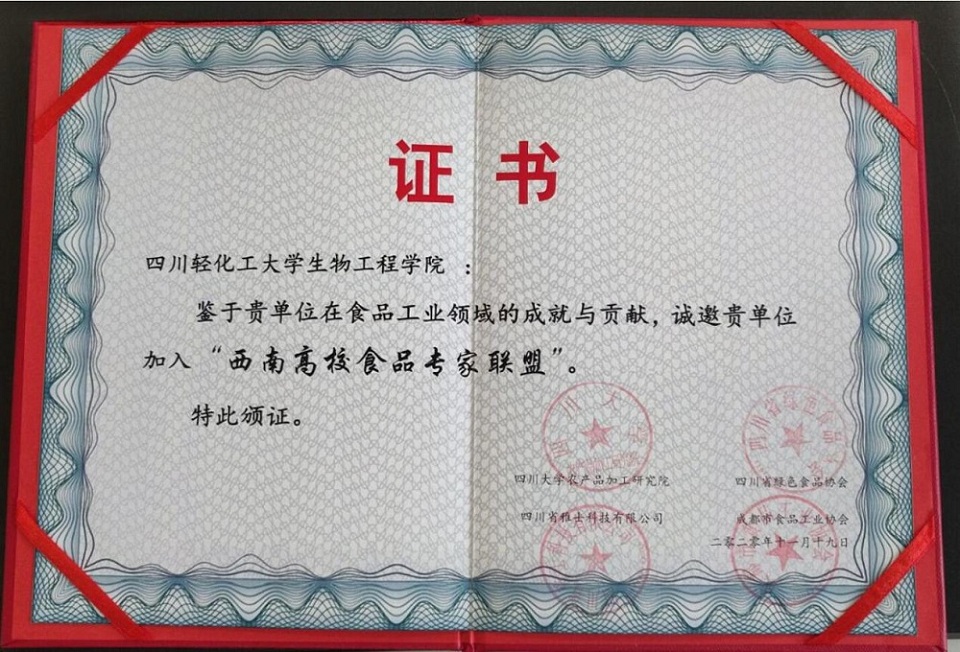 证书
四川轻化工大学生物工程学院：
鉴于贵单位在食品工业领域的成就与贡献，诚邀贵单位
加入“西南高校食品专家联盟”。
特此颁证。
四川大学农产品加工研究院
四川省绿色食品协会
四川省雅士科技有限公司
成都市食品工业协会
二零二零年十一月十九日